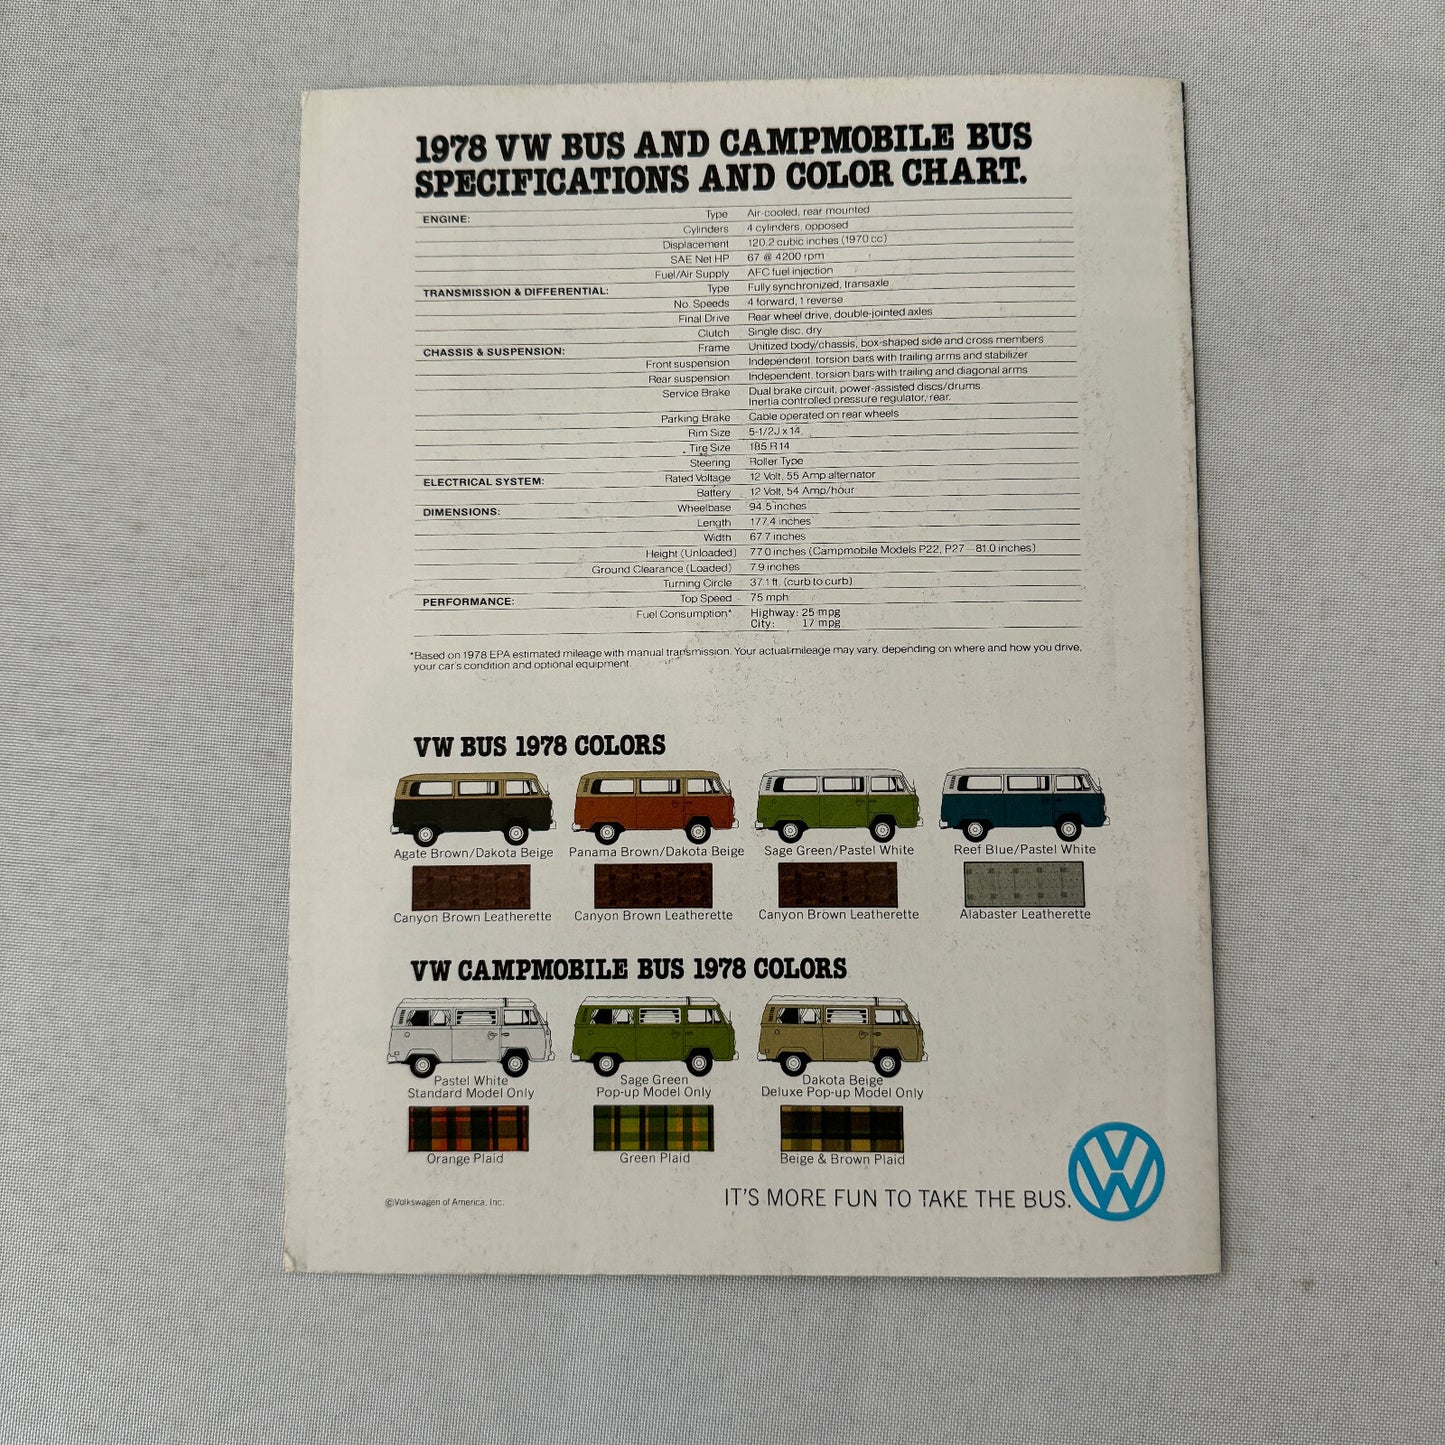 1978 VW BUS AND CAMPMOBILE BUS
SPECIFICATIONS AND COLOR CHART.
ENGINE: Type Air-cooled, rear mounted
Cylinders 4 cylinders, opposed
Displacement 120.2 cubic inches (1970 cc)
SAE Net HP 67 @ 4200 rpm
Fuel/Air Supply AFC fuel injection
TRANSMISSION & DIFFERENTIAL: Type Fully synchronized, transaxle
No. Speeds 4 forward, 1 reverse
Final Drive Rear wheel drive, double-jointed axles
Clutch Single disc, dry
CHASSIS & SUSPENSION: Frame Unitized body/chassis, box-shaped side and cross members
Front suspension Independent, torsion bars with trailing arms and stabilizer
Rear suspension Independent, torsion bars with trailing and diagonal arms
Service Brake Dual brake circuit, power-assisted discs/drums.
Inertia controlled pressure regulator, rear.
Parking Brake Cable operated on rear wheels
Rim Size 5-1/2J x 14
Tire Size 185 R 14
Steering Roller Type
ELECTRICAL SYSTEM: Rated Voltage 12 Volt, 55 Amp alternator
Battery 12 Volt, 54 Amp/hour
DIMENSIONS: Wheelbase 94.5 inches
Length 177.4 inches
Width 67.7 inches
Height (Unloaded) 77.0 inches (Campmobile Models P22, P27 – 81.0 inches)
Ground Clearance (Loaded) 7.9 inches
Turning Circle 37.1 ft. (curb to curb)
PERFORMANCE: Top Speed 75 mph
Fuel Consumption* Highway: 25 mpg
City: 17 mpg
*Based on 1978 EPA estimated mileage with manual transmission. Your actual mileage may vary, depending on where and how you drive,
your car's condition and optional equipment.
VW BUS 1978 COLORS
Agate Brown/Dakota Beige Panama Brown/Dakota Beige Sage Green/Pastel White Reef Blue/Pastel White
Canyon Brown Leatherette Canyon Brown Leatherette Canyon Brown Leatherette Alabaster Leatherette
VW CAMPMOBILE BUS 1978 COLORS
Pastel White Sage Green Dakota Beige
Standard Model Only Pop-up Model Only Deluxe Pop-up Model Only
Orange Plaid Green Plaid Beige & Brown Plaid
©Volkswagen of America, Inc. IT'S MORE FUN TO TAKE THE BUS. VW